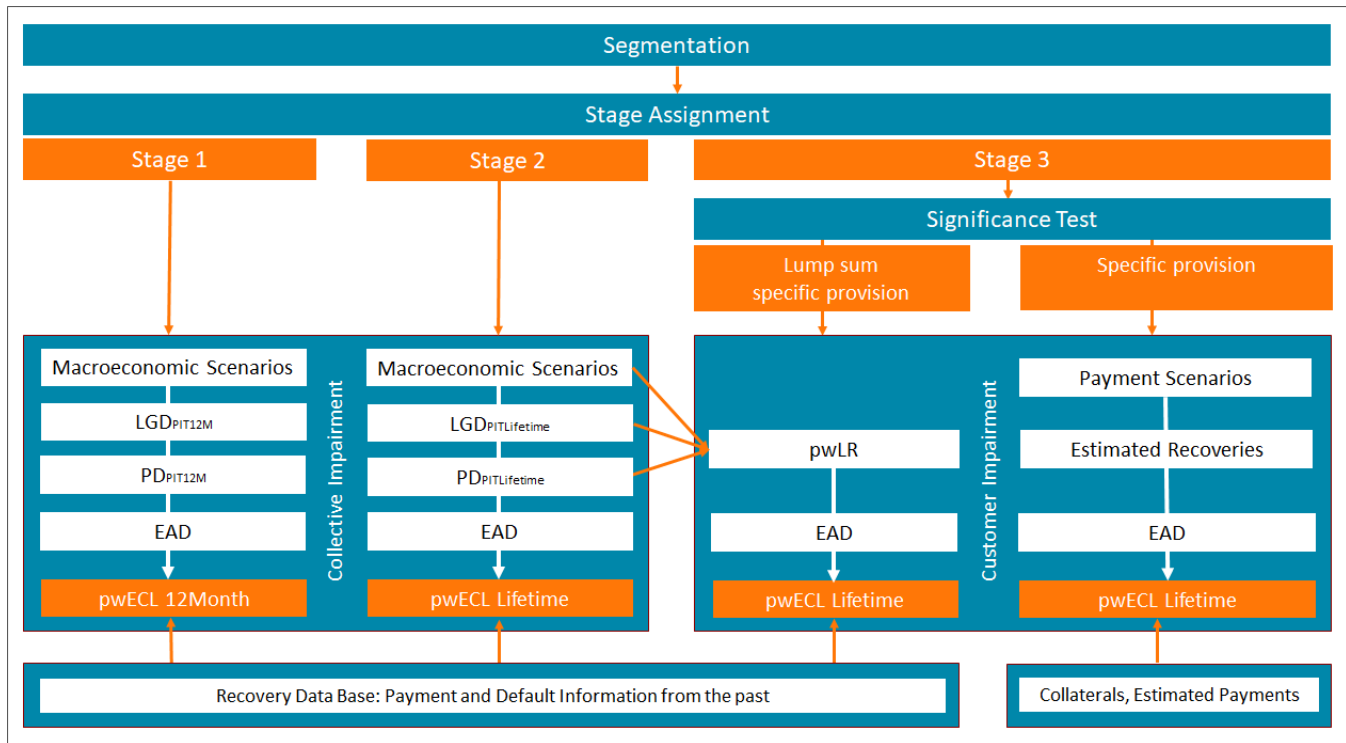 Segmentation
Stage Assignment
Stage 1
Stage 2
Stage 3
Significance Test
Lump sum
specific provision
Specific provision
Macroeconomic Scenarios
LGDPIT12M
PDPIT12M
EAD
pwECL 12Month
Collective Impairment
Macroeconomic Scenarios
LGDPITLifetime
PDPITLifetime
EAD
pwECL Lifetime
pwLR
EAD
pwECL Lifetime
Customer Impairment
Payment Scenarios
Estimated Recoveries
EAD
pwECL Lifetime
Recovery Data Base: Payment and Default Information from the past
Collaterals, Estimated Payments